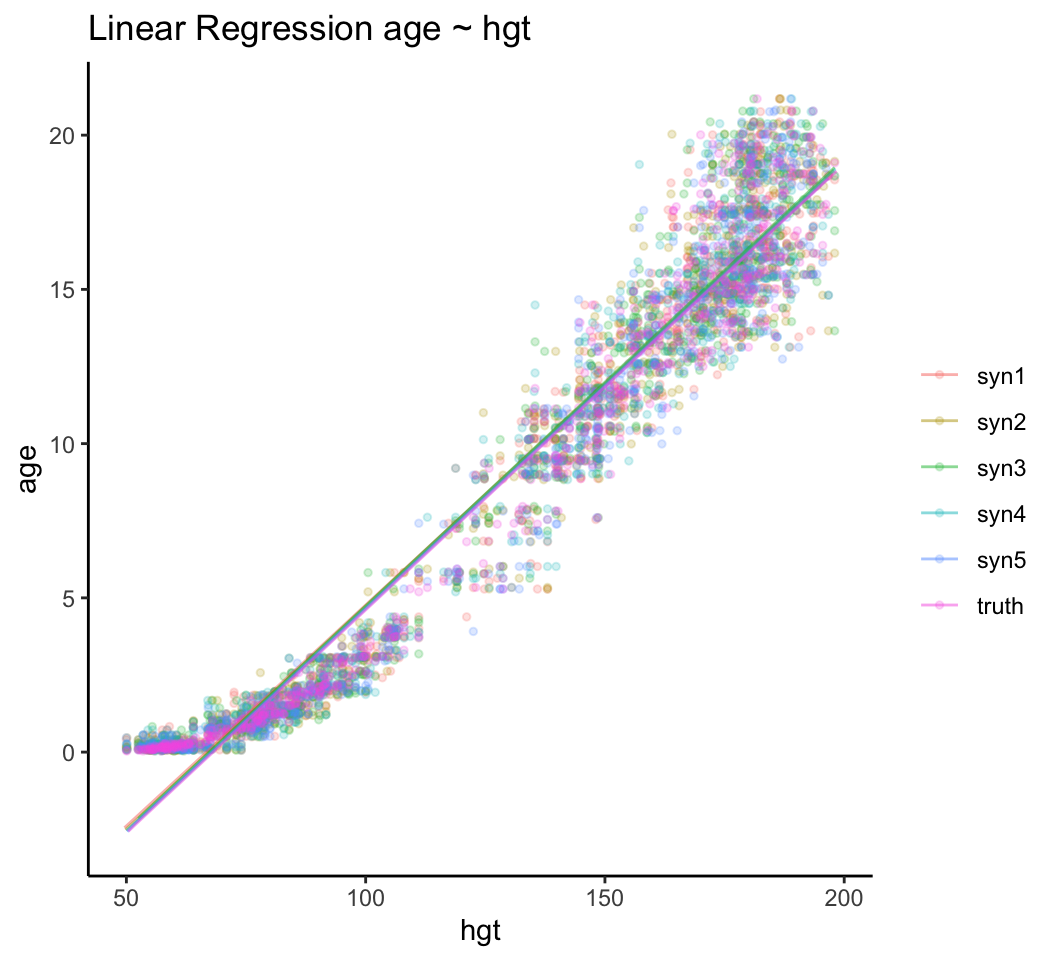 Linear Regression age ~ hgt
20
15
10
5
0
age
50 100 150 200
hgt
syn1
syn2
syn3
syn4
syn5
truth